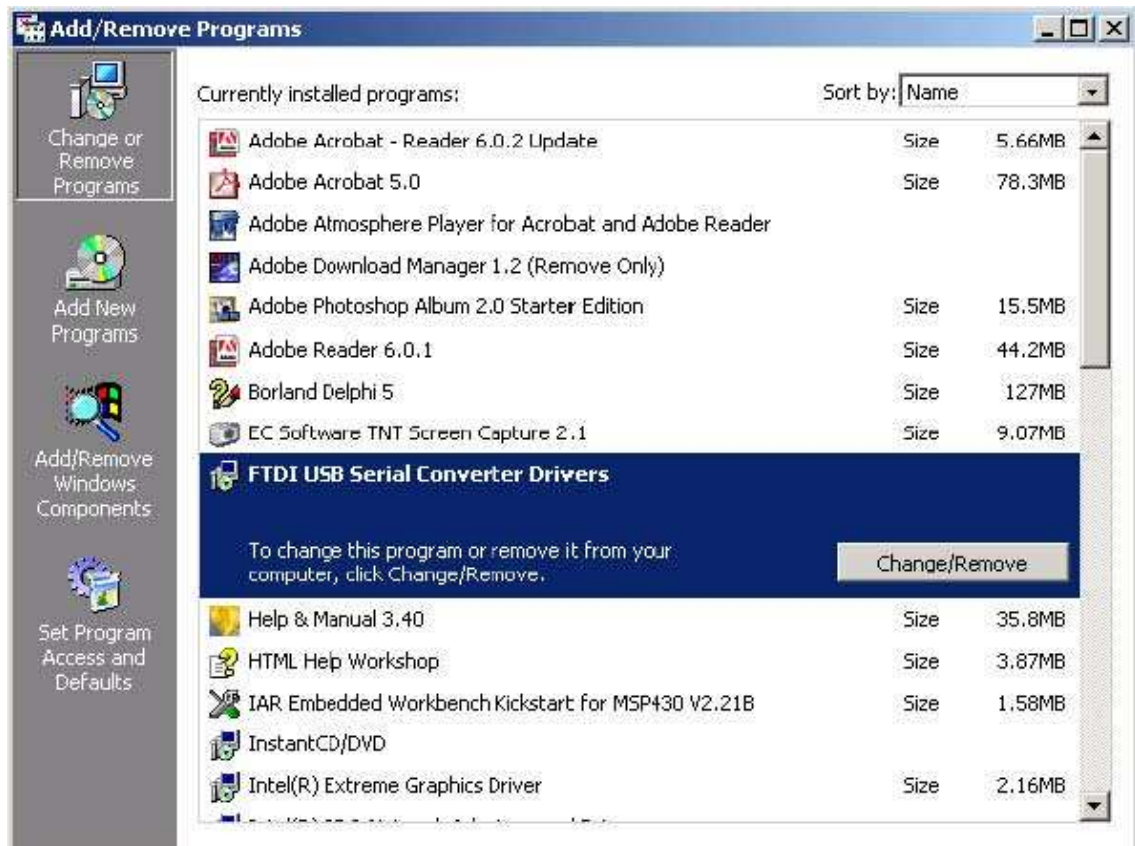 Add/Remove Programs
Change or
Remove
Programs
Add New
Programs
Add/Remove
Windows
Components
Set Program
Access and
Defaults
Currently installed programs:
Sort by: Name
Adobe Acrobat - Reader 6.0.2 Update Size 5.66MB
Adobe Acrobat 5.0 Size 78.3MB
Adobe Atmosphere Player for Acrobat and Adobe Reader
Adobe Download Manager 1.2 (Remove Only)
Adobe Photoshop Album 2.0 Starter Edition Size 15.5MB
Adobe Reader 6.0.1 Size 44.2MB
Borland Delphi 5 Size 127MB
EC Software TNT Screen Capture 2.1 Size 9.07MB
FTDI USB Serial Converter Drivers
To change this program or remove it from your
computer, click Change/Remove.
Change/Remove
Help & Manual 3.40 Size 35.8MB
HTML Help Workshop Size 3.87MB
IAR Embedded Workbench Kickstart for MSP430 V2.21B Size 1.58MB
InstantCD/DVD
Intel(R) Extreme Graphics Driver Size 2.16MB